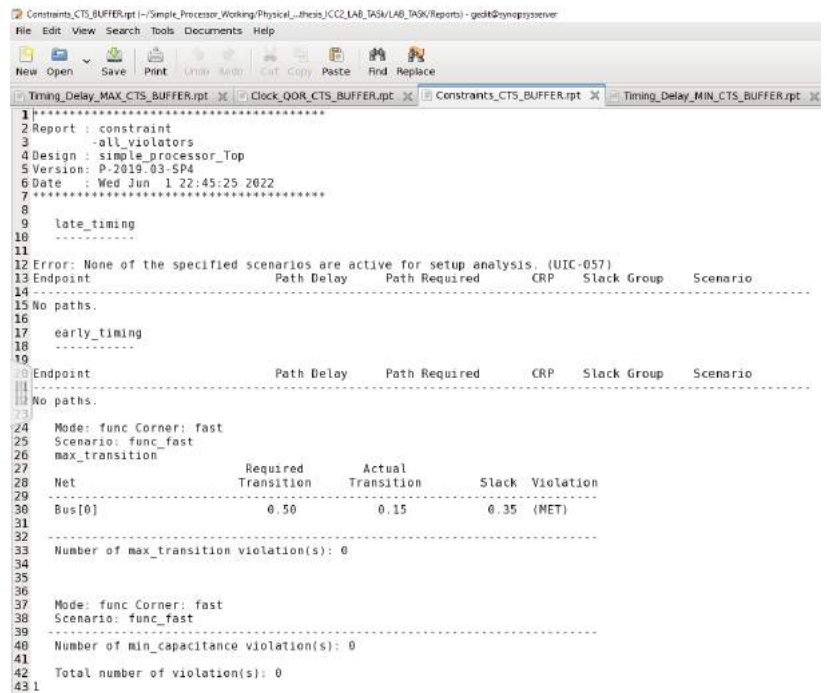 Constraints_CTS_BUFFER.rpt (~/Simple_Processor_Working/Physical_...thesis_ICC2_LAB_TASk/LAB_TASK/Reports) - gedit@synopsysserver
File Edit View Search Tools Documents Help
New Open Save Print Undo Redo Cut Copy Paste Find Replace
Timing_Delay_MAX_CTS_BUFFER.rpt Clock_QOR_CTS_BUFFER.rpt Constraints_CTS_BUFFER.rpt Timing_Delay_MIN_CTS_BUFFER.rpt
1 ****************************************
2 Report : constraint
3 -all_violators
4 Design : simple_processor_Top
5 Version: P-2019.03-SP4
6 Date : Wed Jun 1 22:45:25 2022
7 ****************************************
8
9 late_timing
10 -----------
11
12 Error: None of the specified scenarios are active for setup analysis. (UIC-057)
13 Endpoint Path Delay Path Required CRP Slack Group Scenario
14 --------------------------------------------------------------------------------
15 No paths.
16
17 early_timing
18 -----------
19
20 Endpoint Path Delay Path Required CRP Slack Group Scenario
21 --------------------------------------------------------------------------------
22 No paths.
23
24 Mode: func Corner: fast
25 Scenario: func_fast
26 max_transition
27 Required Actual
28 Net Transition Transition Slack Violation
29 ----------------------------------------------------------------
30 Bus[0] 0.50 0.15 0.35 (MET)
31
32 ----------------------------------------------------------------
33 Number of max_transition violation(s): 0
34
35
36
37 Mode: func Corner: fast
38 Scenario: func_fast
39 ----------------------------------------------------------------
40 Number of min_capacitance violation(s): 0
41
42 Total number of violation(s): 0
43 1